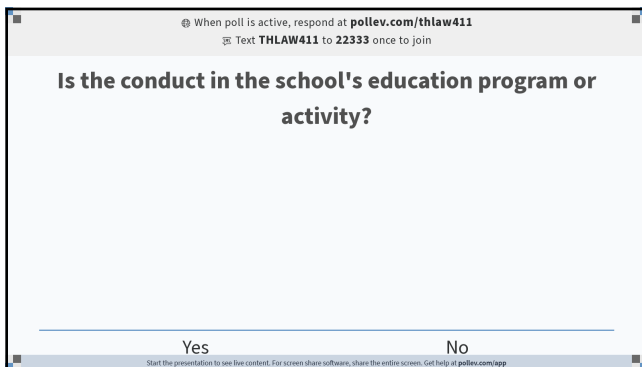 When poll is active, respond at pollev.com/thlaw411
Text THLAW411 to 22333 once to join
Is the conduct in the school's education program or
activity?
Yes No
Start the presentation to see live content. For screen share software, share the entire screen. Get help at pollev.com/app